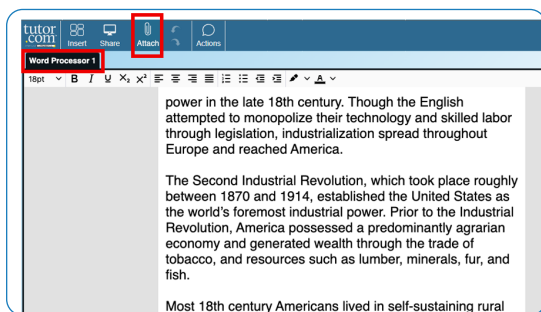 tutor
.com
Insert Share Attach Actions
Word Processor 1
18pt B I U X₂ X² A
power in the late 18th century. Though the English
attempted to monopolize their technology and skilled labor
through legislation, industrialization spread throughout
Europe and reached America.
The Second Industrial Revolution, which took place roughly
between 1870 and 1914, established the United States as
the world's foremost industrial power. Prior to the Industrial
Revolution, America possessed a predominantly agrarian
economy and generated wealth through the trade of
tobacco, and resources such as lumber, minerals, fur, and
fish.
Most 18th century Americans lived in self-sustaining rural